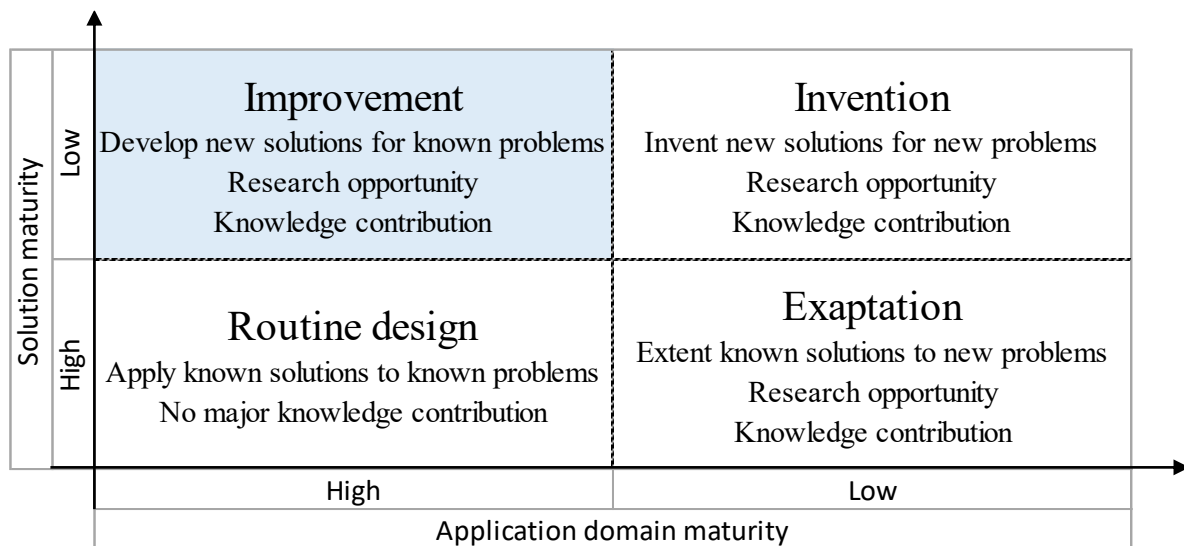 Solution maturity
Low
Improvement
Develop new solutions for known problems
Research opportunity
Knowledge contribution
Invention
Invent new solutions for new problems
Research opportunity
Knowledge contribution
High
Routine design
Apply known solutions to known problems
No major knowledge contribution
Exaptation
Extent known solutions to new problems
Research opportunity
Knowledge contribution
High
Low
Application domain maturity